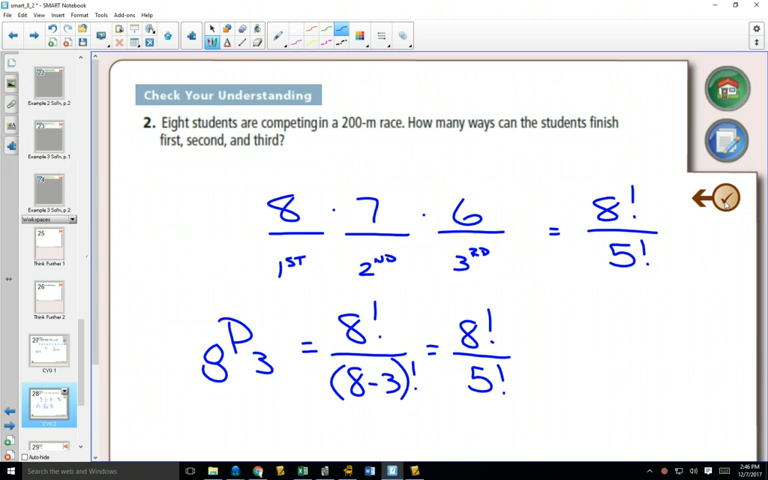 smart_8_2 * - SMART Notebook
File Edit View Insert Format Tools Add-ons Help
Example 2 Soltn, p.2
Example 3 Soltn, p.1
Example 3 Soltn, p.2
Workspaces
25
Think Further 1
26
Think Further 2
27
CYU 1
28
CYU 2
29
Auto-hide
Check Your Understanding
2. Eight students are competing in a 200-m race. How many ways can the students finish
first, second, and third?
8 · 7 · 6 = 8!
5!
1ST 2ND 3RD
8P3 = 8! = 8!
(8-3)! 5!
Search the web and Windows
2:46 PM
12/7/2017